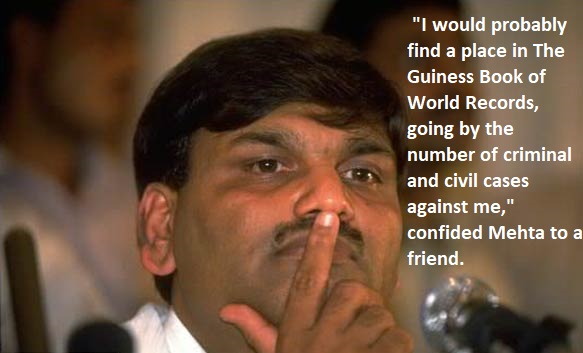 "I would probably
find a place in The
Guiness Book of
World Records,
going by the
number of criminal
and civil cases
against me,"
confided Mehta to a
friend.